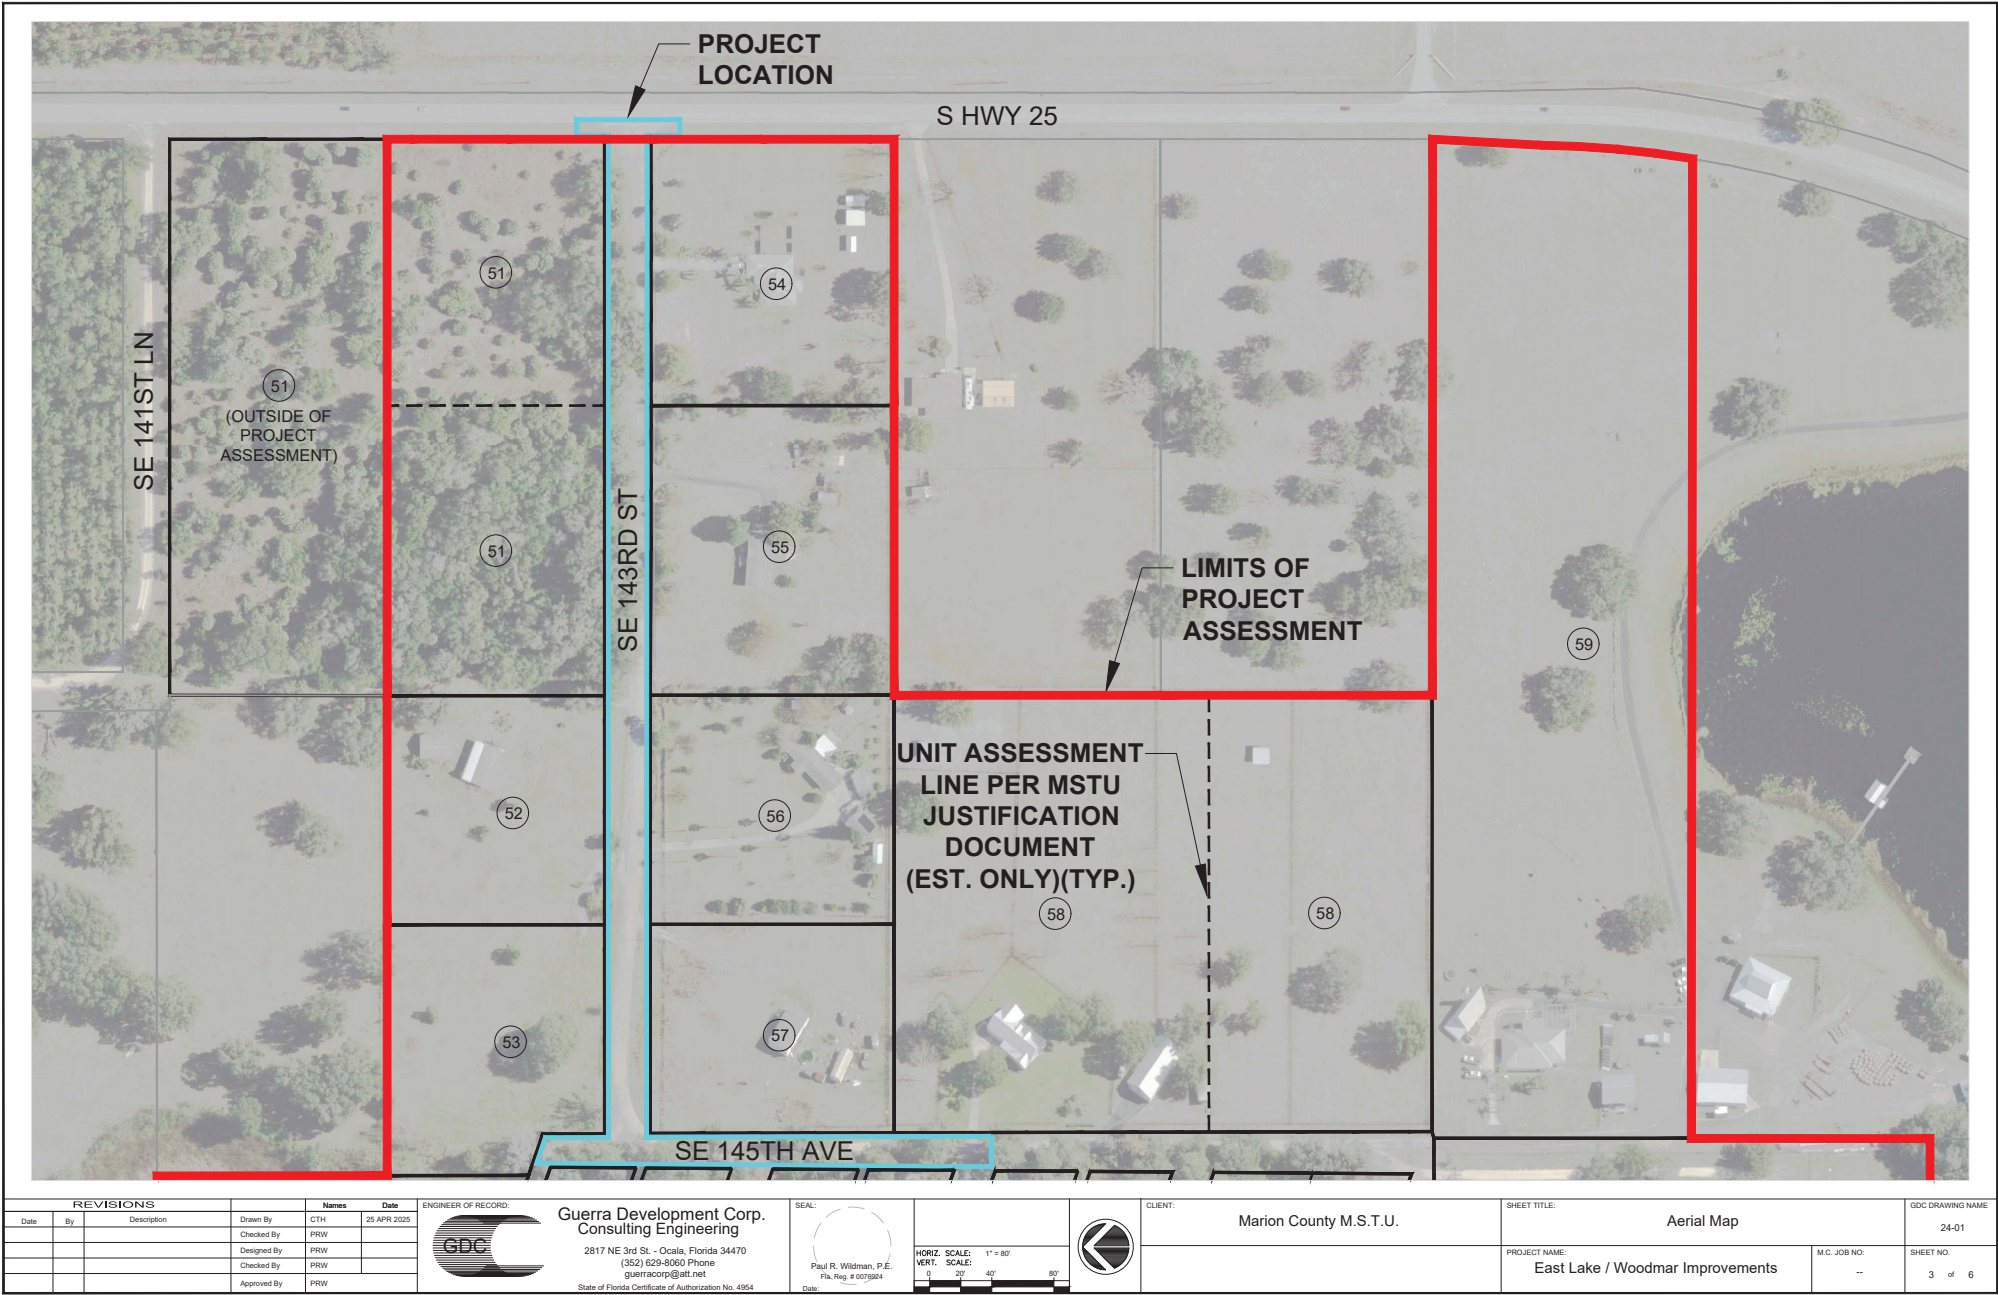 PROJECT
LOCATION
S HWY 25
SE 141ST LN
51
(OUTSIDE OF
PROJECT
ASSESSMENT)
51
51
SE 143RD ST
54
55
LIMITS OF
PROJECT
ASSESSMENT
59
52
56
UNIT ASSESSMENT
LINE PER MSTU
JUSTIFICATION
DOCUMENT
(EST. ONLY)(TYP.)
58
58
53
57
SE 145TH AVE
REVISIONS
Date By Description
Names Date
Drawn By CTH 25 APR 2025
Checked By PRW
Designed By PRW
Checked By PRW
Approved By PRW
ENGINEER OF RECORD:
GDC
Guerra Development Corp.
Consulting Engineering
2817 NE 3rd St. - Ocala, Florida 34470
(352) 629-8060 Phone
guerracorp@att.net
State of Florida Certificate of Authorization No. 4954
SEAL:
Paul R. Wildman, P.E.
Fla. Reg. # 0076924
Date:
HORIZ. SCALE: 1" = 80'
VERT. SCALE:
0 20' 40' 80'
CLIENT:
Marion County M.S.T.U.
SHEET TITLE:
Aerial Map
GDC DRAWING NAME
24-01
PROJECT NAME:
East Lake / Woodmar Improvements
M.C. JOB NO:
--
SHEET NO.
3 of 6